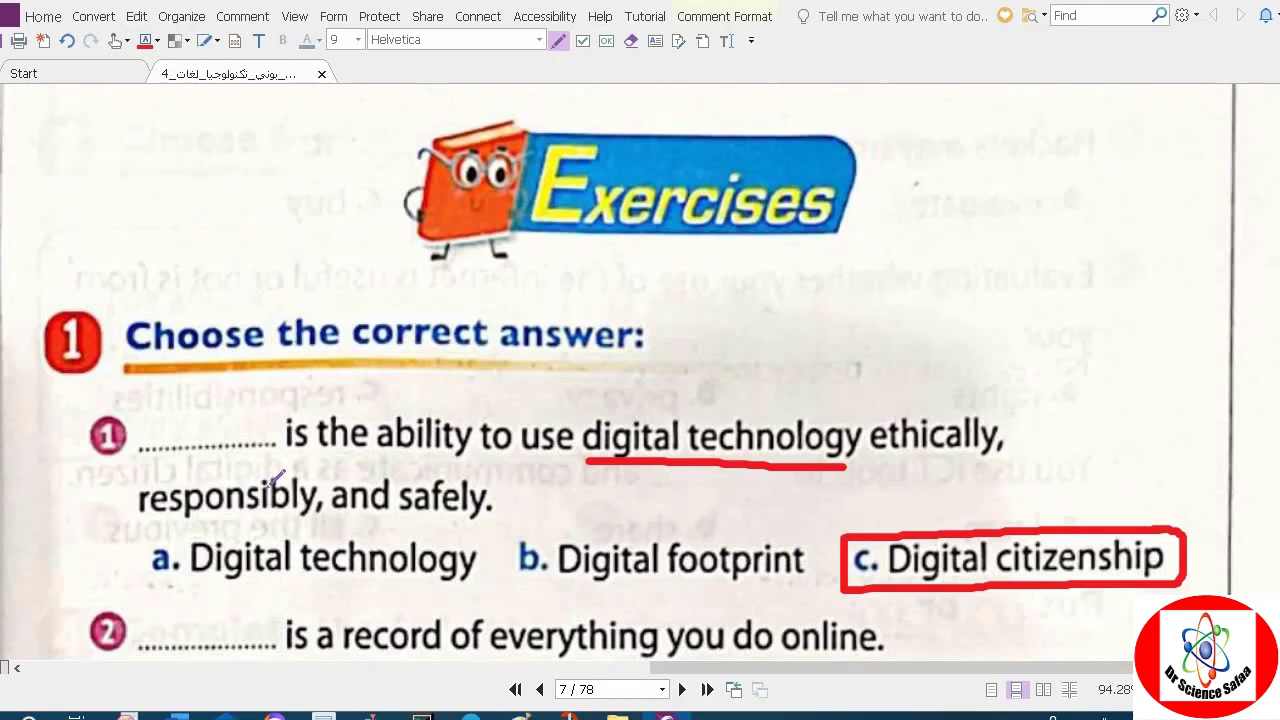 Home Convert Edit Organize Comment View Form Protect Share Connect Accessibility Help Tutorial Comment Format Tell me what you want to do.. Find
9 Helvetica
Start 4_بوني_تكنولوجيا_لغات_...
Exercises
1 Choose the correct answer:
1 .................... is the ability to use digital technology ethically,
responsibly, and safely.
a. Digital technology b. Digital footprint c. Digital citizenship
2 .................... is a record of everything you do online.
7 / 78
94.28%
Dr Science Safaa